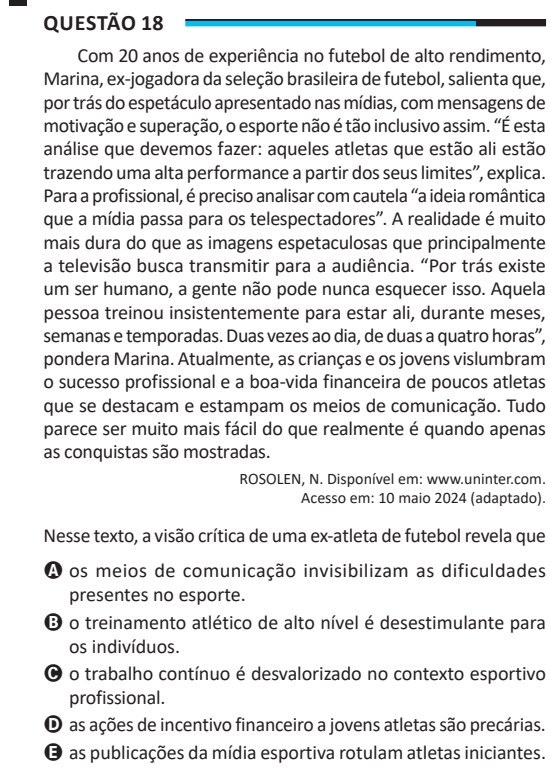 QUESTÃO 18
Com 20 anos de experiência no futebol de alto rendimento,
Marina, ex-jogadora da seleção brasileira de futebol, salienta que,
por trás do espetáculo apresentado nas mídias, com mensagens de
motivação e superação, o esporte não é tão inclusivo assim. “É esta
análise que devemos fazer: aqueles atletas que estão ali estão
trazendo uma alta performance a partir dos seus limites”, explica.
Para a profissional, é preciso analisar com cautela “a ideia romântica
que a mídia passa para os telespectadores”. A realidade é muito
mais dura do que as imagens espetaculosas que principalmente
a televisão busca transmitir para a audiência. “Por trás existe
um ser humano, a gente não pode nunca esquecer isso. Aquela
pessoa treinou insistentemente para estar ali, durante meses,
semanas e temporadas. Duas vezes ao dia, de duas a quatro horas”,
pondera Marina. Atualmente, as crianças e os jovens vislumbram
o sucesso profissional e a boa-vida financeira de poucos atletas
que se destacam e estampam os meios de comunicação. Tudo
parece ser muito mais fácil do que realmente é quando apenas
as conquistas são mostradas.
ROSOLEN, N. Disponível em: www.uninter.com.
Acesso em: 10 maio 2024 (adaptado).
Nesse texto, a visão crítica de uma ex-atleta de futebol revela que
A os meios de comunicação invisibilizam as dificuldades
presentes no esporte.
B o treinamento atlético de alto nível é desestimulante para
os indivíduos.
C o trabalho contínuo é desvalorizado no contexto esportivo
profissional.
D as ações de incentivo financeiro a jovens atletas são precárias.
E as publicações da mídia esportiva rotulam atletas iniciantes.